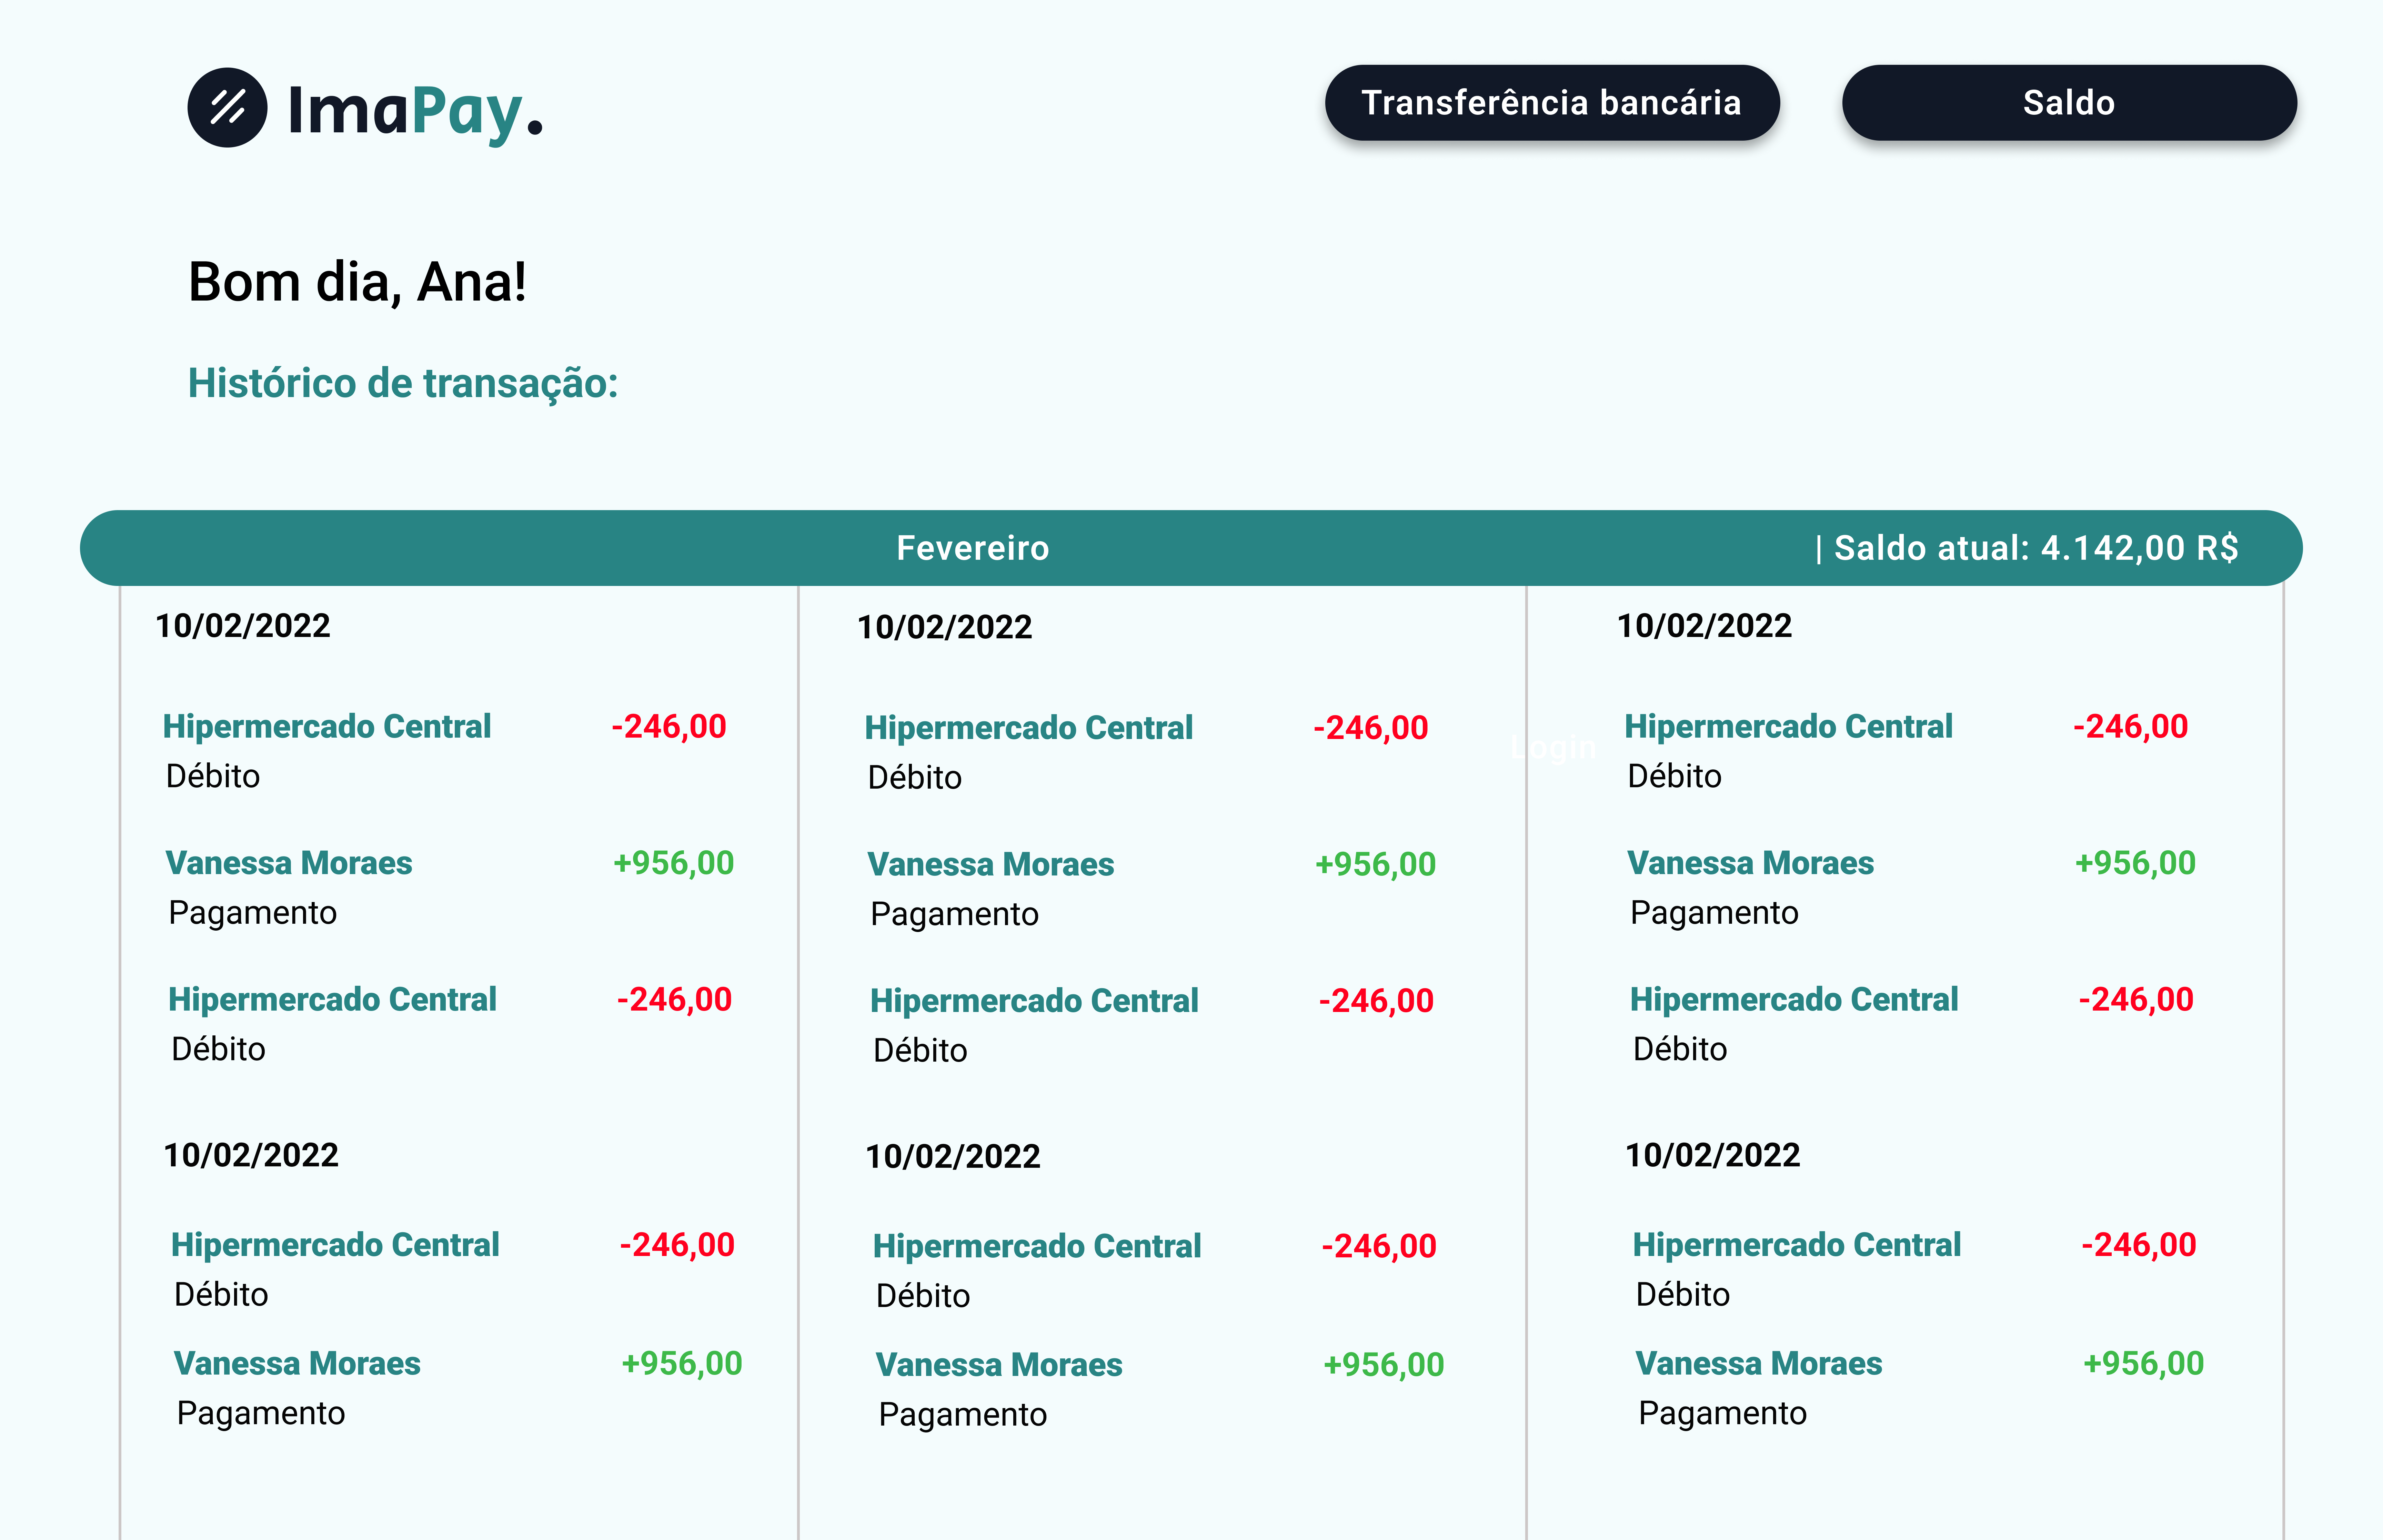 ImaPay.
Transferência bancária
Saldo
Bom dia, Ana!
Histórico de transação:
Fevereiro
| Saldo atual: 4.142,00 R$
10/02/2022
Hipermercado Central -246,00
Débito
Vanessa Moraes +956,00
Pagamento
Hipermercado Central -246,00
Débito
10/02/2022
Hipermercado Central -246,00
Débito
Vanessa Moraes +956,00
Pagamento
10/02/2022
Hipermercado Central -246,00
Débito
Vanessa Moraes +956,00
Pagamento
Hipermercado Central -246,00
Débito
10/02/2022
Hipermercado Central -246,00
Débito
Vanessa Moraes +956,00
Pagamento
Login
10/02/2022
Hipermercado Central -246,00
Débito
Vanessa Moraes +956,00
Pagamento
Hipermercado Central -246,00
Débito
10/02/2022
Hipermercado Central -246,00
Débito
Vanessa Moraes +956,00
Pagamento